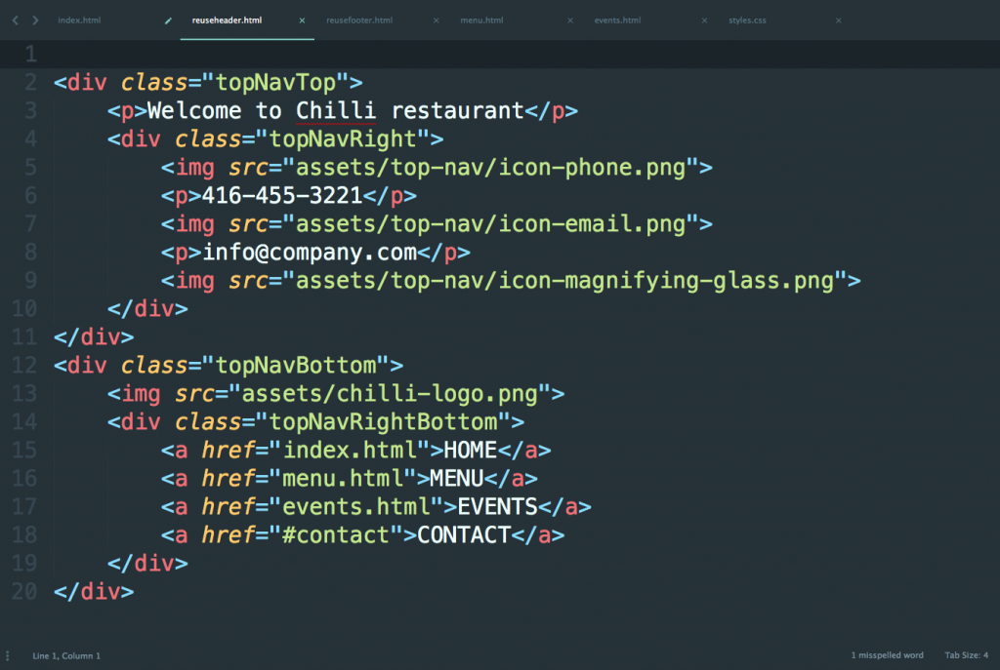 index.html reuseheader.html reusefooter.html menu.html events.html styles.css
1
2 <div class="topNavTop">
3 <p>Welcome to Chilli restaurant</p>
4 <div class="topNavRight">
5 <img src="assets/top-nav/icon-phone.png">
6 <p>416-455-3221</p>
7 <img src="assets/top-nav/icon-email.png">
8 <p>info@company.com</p>
9 <img src="assets/top-nav/icon-magnifying-glass.png">
10 </div>
11 </div>
12 <div class="topNavBottom">
13 <img src="assets/chilli-logo.png">
14 <div class="topNavRightBottom">
15 <a href="index.html">HOME</a>
16 <a href="menu.html">MENU</a>
17 <a href="events.html">EVENTS</a>
18 <a href="#contact">CONTACT</a>
19 </div>
20 </div>
Line 1, Column 1 1 misspelled word Tab Size: 4